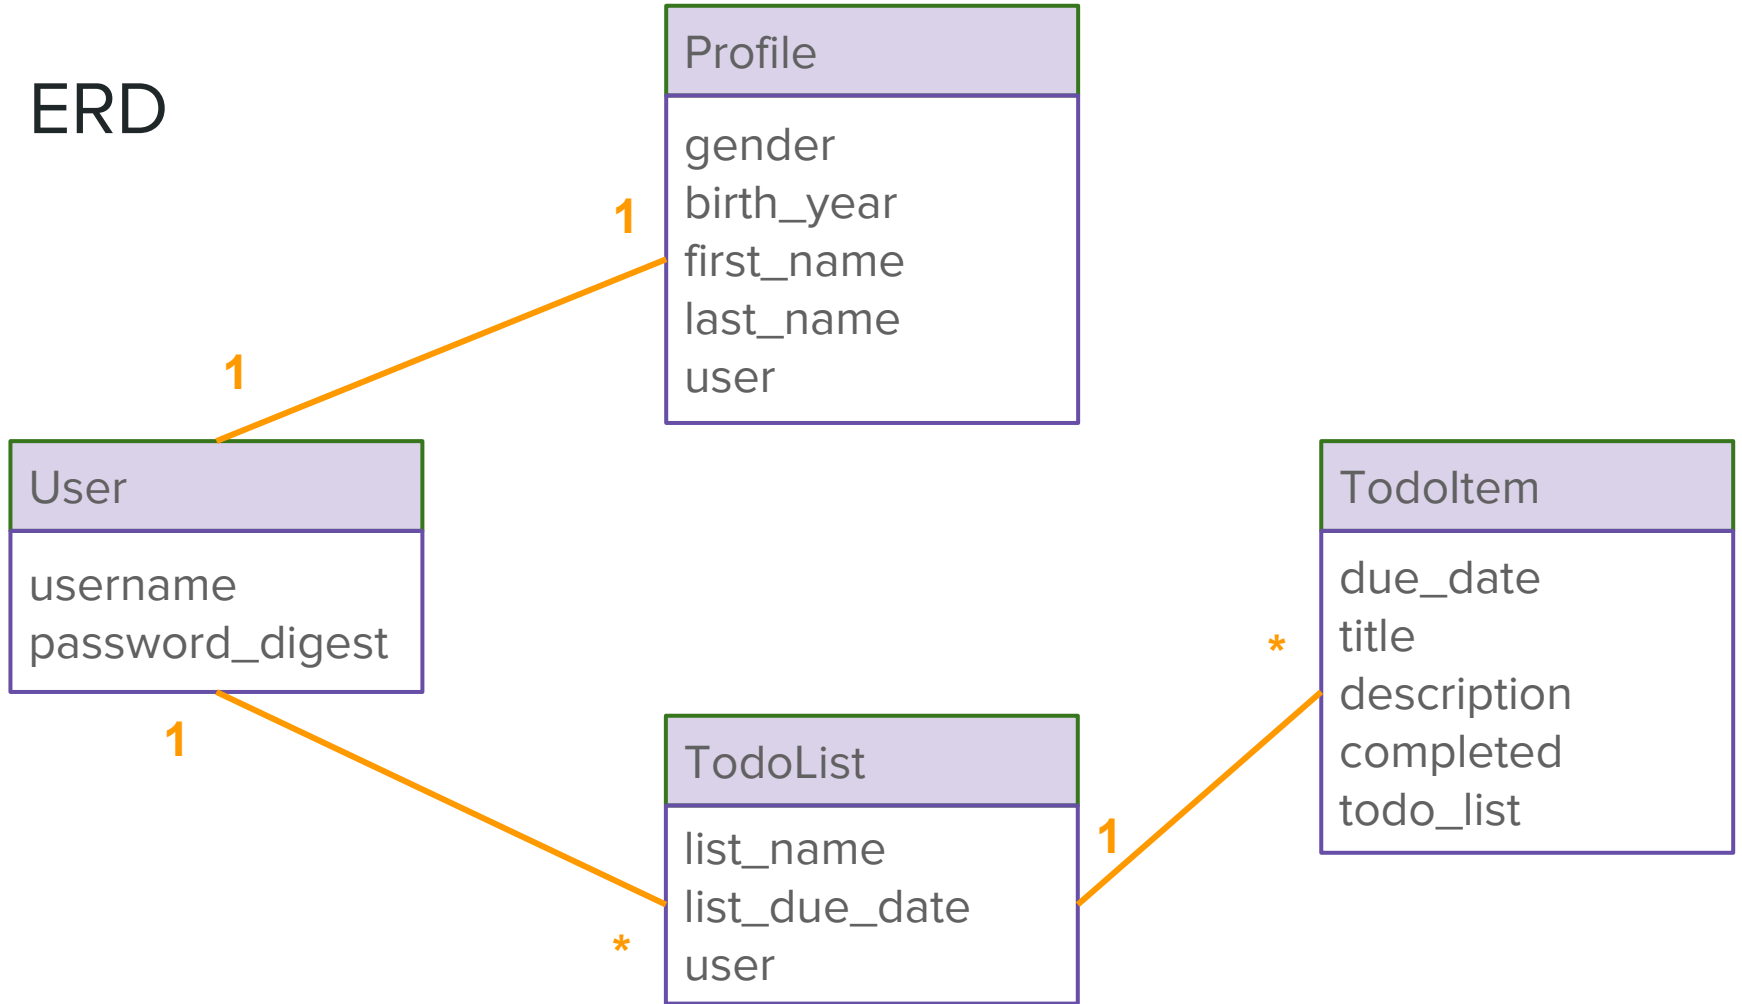 ERD
Profile
gender
birth_year
first_name
last_name
user
1
1
User
username
password_digest
1
*
TodoList
list_name
list_due_date
user
1
*
TodoItem
due_date
title
description
completed
todo_list